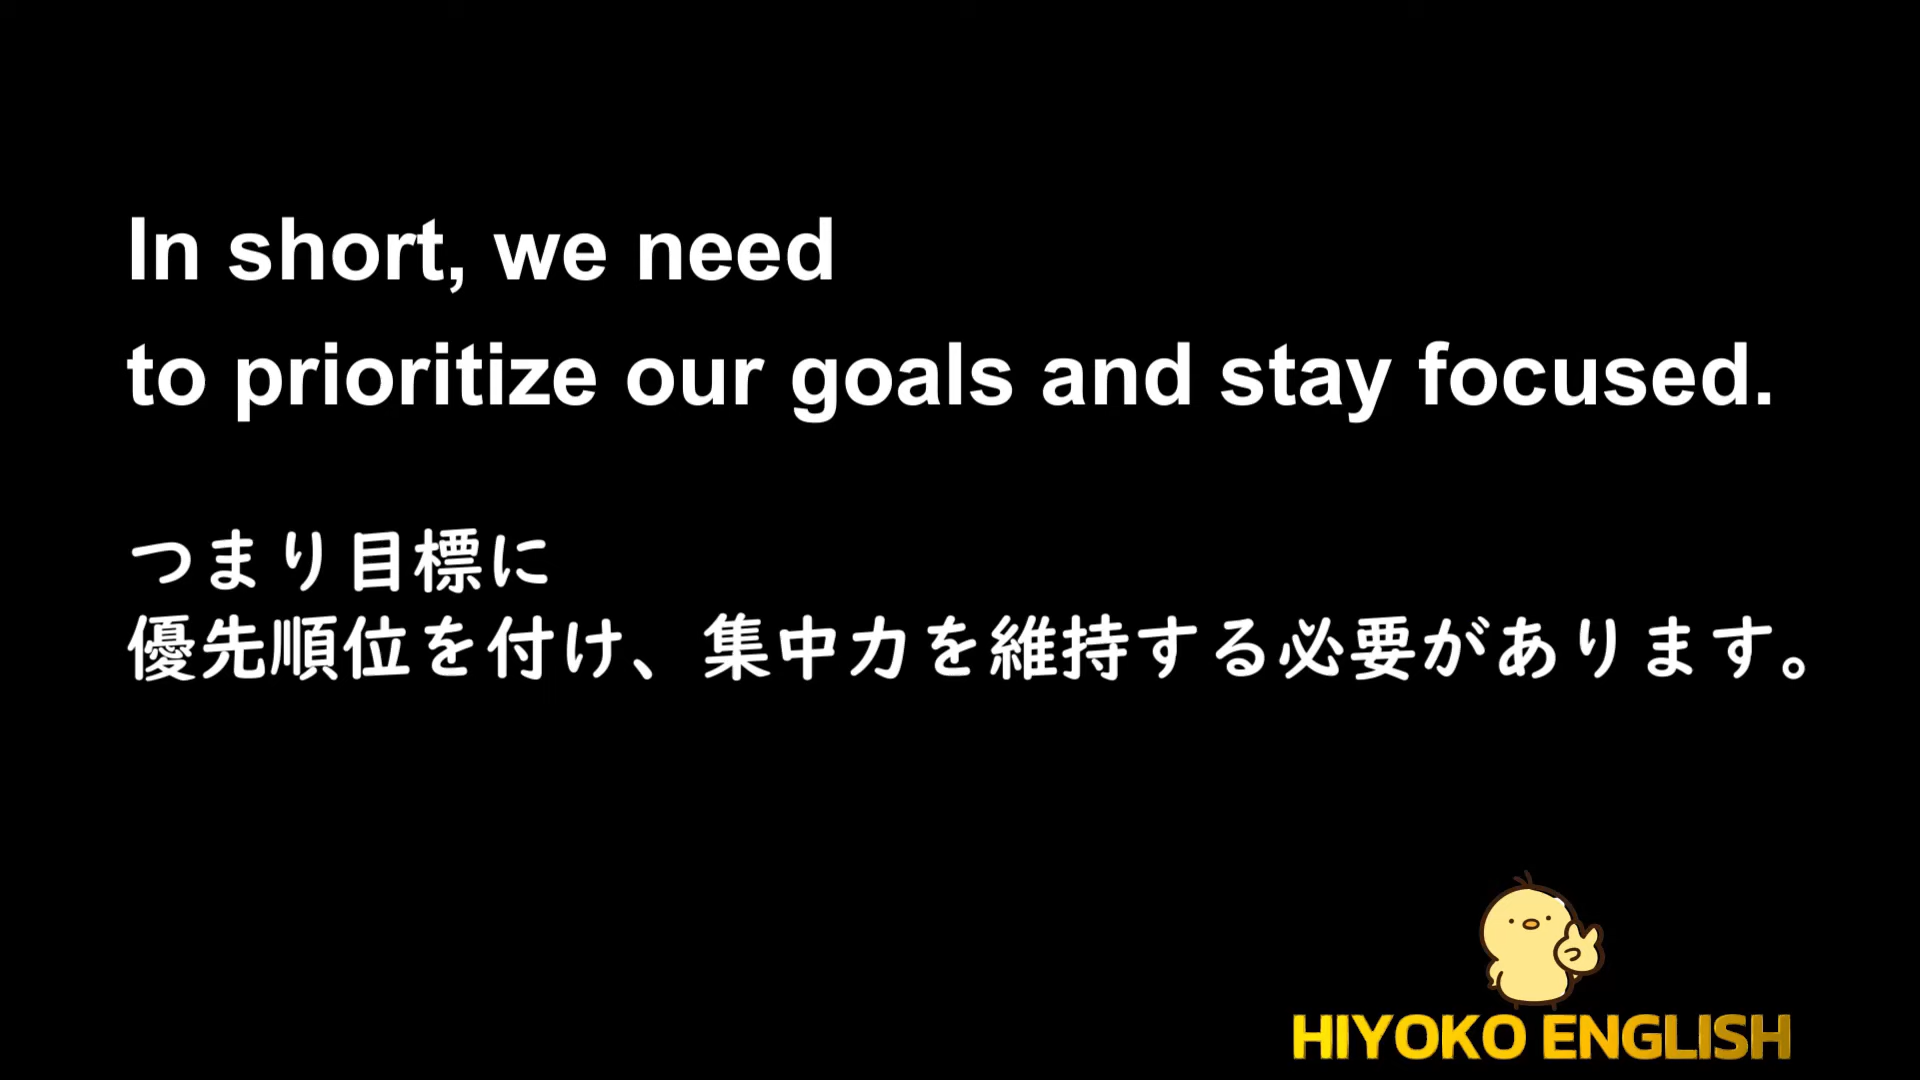 In short, we need
to prioritize our goals and stay focused.
つまり目標に
優先順位を付け、集中力を維持する必要があります。
HIYOKO ENGLISH